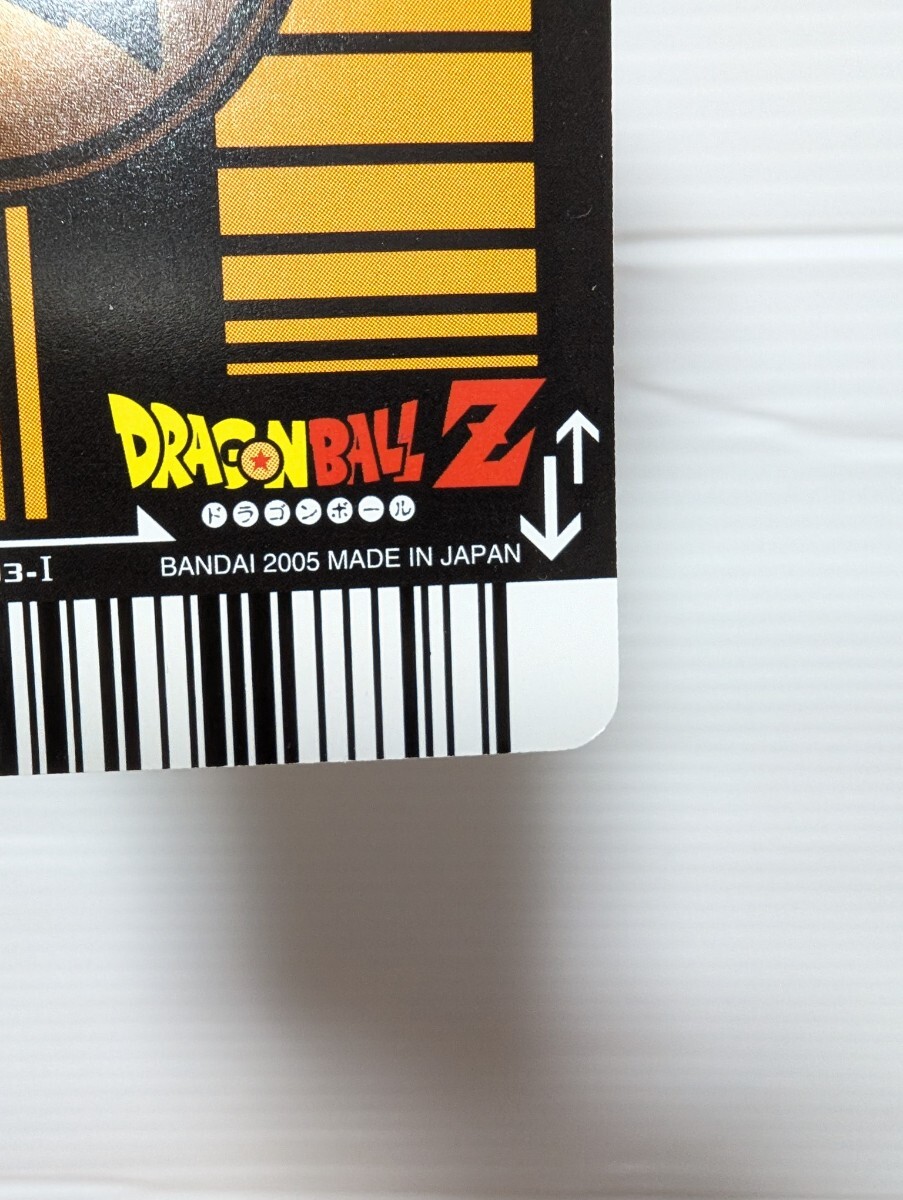 DRAGONBALL Z
ドラゴンボール
3-I
BANDAI 2005 MADE IN JAPAN